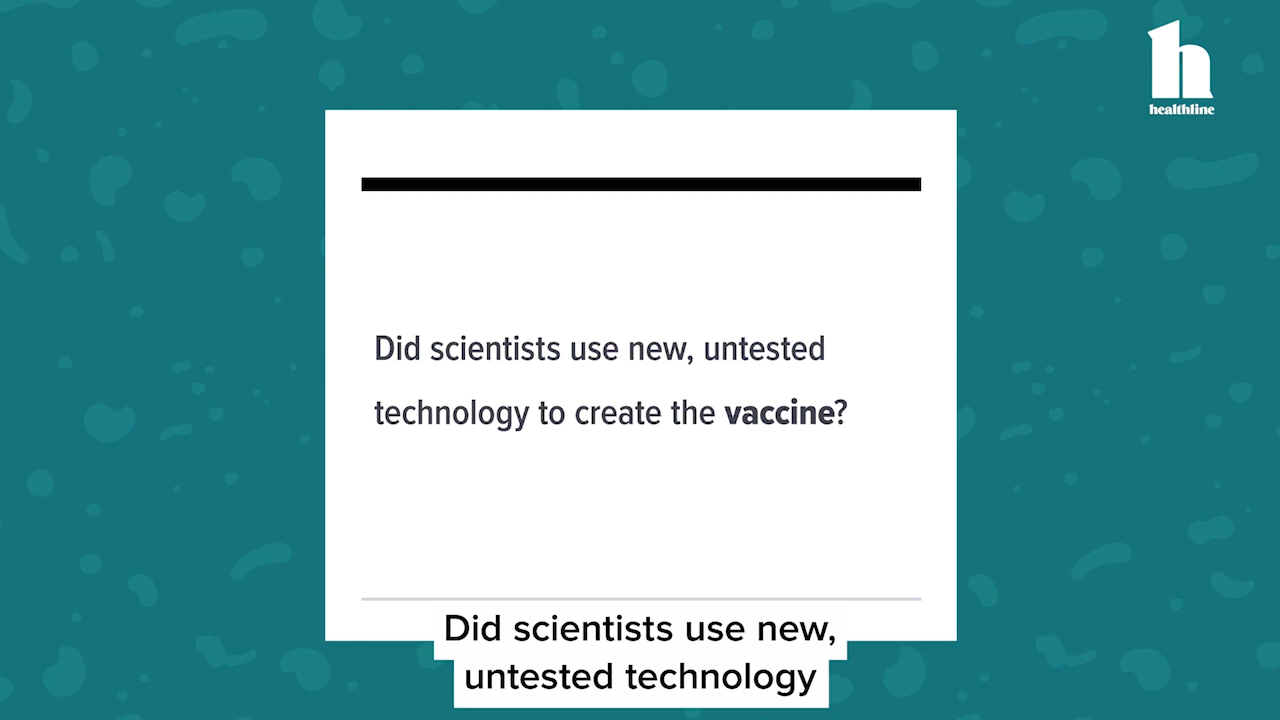 healthline
Did scientists use new, untested
technology to create the vaccine?
Did scientists use new,
untested technology